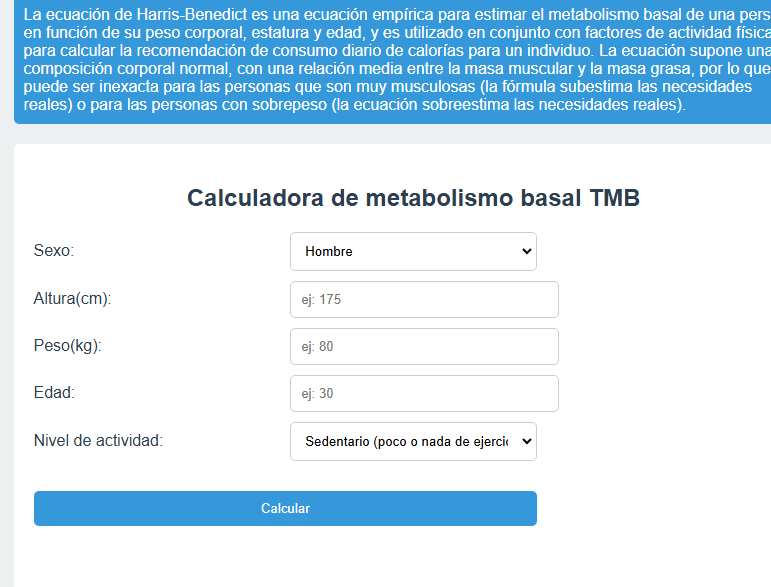 La ecuación de Harris-Benedict es una ecuación empírica para estimar el metabolismo basal de una pers
en función de su peso corporal, estatura y edad, y es utilizado en conjunto con factores de actividad física
para calcular la recomendación de consumo diario de calorías para un individuo. La ecuación supone una
composición corporal normal, con una relación media entre la masa muscular y la masa grasa, por lo que
puede ser inexacta para las personas que son muy musculosas (la fórmula subestima las necesidades
reales) o para las personas con sobrepeso (la ecuación sobreestima las necesidades reales).
Calculadora de metabolismo basal TMB
Sexo:
Hombre
Altura(cm):
ej: 175
Peso(kg):
ej: 80
Edad:
ej: 30
Nivel de actividad:
Sedentario (poco o nada de ejercic
Calcular